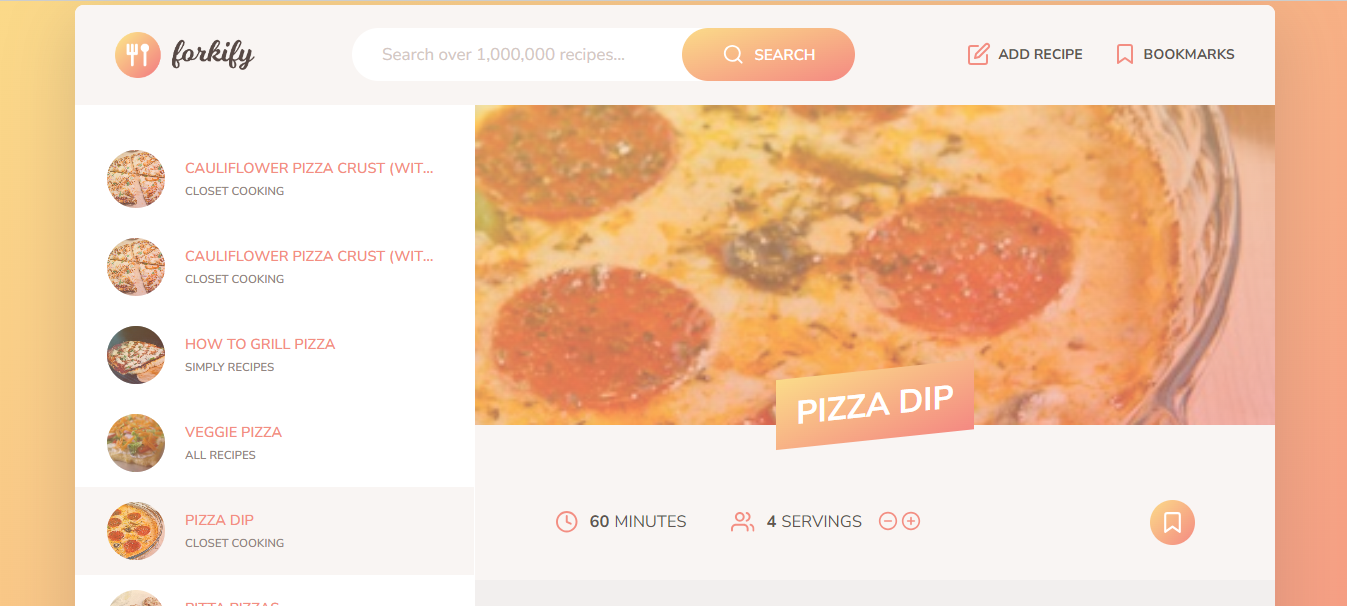 forkify
Search over 1,000,000 recipes...
SEARCH
ADD RECIPE
BOOKMARKS
CAULIFLOWER PIZZA CRUST (WIT...
CLOSET COOKING
CAULIFLOWER PIZZA CRUST (WIT...
CLOSET COOKING
HOW TO GRILL PIZZA
SIMPLY RECIPES
VEGGIE PIZZA
ALL RECIPES
PIZZA DIP
CLOSET COOKING
PIZZA DIP
60 MINUTES
4 SERVINGS